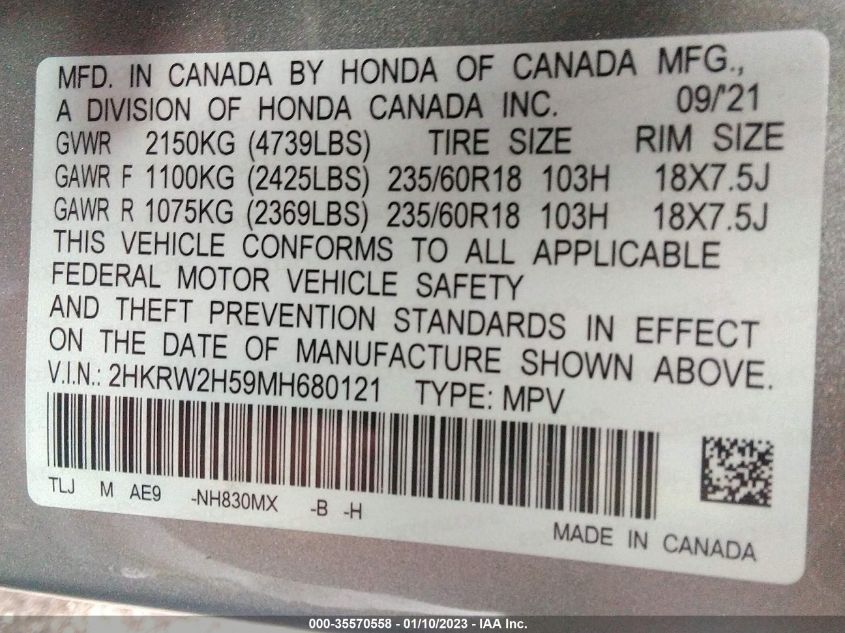 MFD. IN CANADA BY HONDA OF CANADA MFG.,
A DIVISION OF HONDA CANADA INC. 09/'21
GVWR 2150KG (4739LBS) TIRE SIZE RIM SIZE
GAWR F 1100KG (2425LBS) 235/60R18 103H 18X7.5J
GAWR R 1075KG (2369LBS) 235/60R18 103H 18X7.5J
THIS VEHICLE CONFORMS TO ALL APPLICABLE
FEDERAL MOTOR VEHICLE SAFETY
AND THEFT PREVENTION STANDARDS IN EFFECT
ON THE DATE OF MANUFACTURE SHOWN ABOVE.
V.I.N.: 2HKRW2H59MH680121 TYPE: MPV
TLJ M AE9 -NH830MX -B -H
MADE IN CANADA
000-35570558 - 01/10/2023 - IAA Inc.